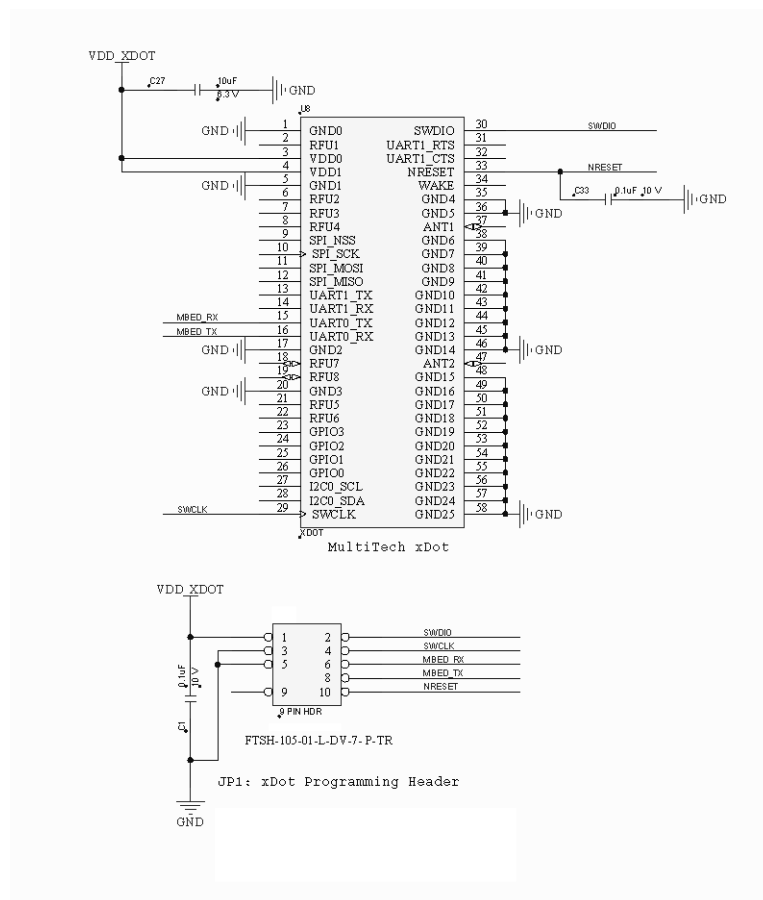 VDD_XDOT
C27 10uF 6.3 V GND
U8
GND 1 GND0 SWDIO 30 SWDIO
2 RFU1 UART1_RTS 31
3 VDD0 UART1_CTS 32
4 VDD1 NRESET 33 NRESET
GND 5 GND1 WAKE 34
C33 0.1uF 10 V GND
6 RFU2 GND4 35
7 RFU3 GND5 36 GND
8 RFU4 ANT1 37
9 SPI_NSS GND6 38
10 SPI_SCK GND7 39
11 SPI_MOSI GND8 40
12 SPI_MISO GND9 41
13 UART1_TX GND10 42
14 UART1_RX GND11 43
MBED_RX 15 UART0_TX GND12 44
MBED_TX 16 UART0_RX GND13 45
GND 17 GND2 GND14 46 GND
18 RFU7 ANT2 47
19 RFU8 GND15 48
GND 20 GND3 GND16 49
21 RFU5 GND17 50
22 RFU6 GND18 51
23 GPIO3 GND19 52
24 GPIO2 GND20 53
25 GPIO1 GND21 54
26 GPIO0 GND22 55
27 I2C0_SCL GND23 56
28 I2C0_SDA GND24 57
SWCLK 29 SWCLK GND25 58 GND
XDOT
MultiTech xDot
VDD_XDOT
1 2 SWDIO
3 4 SWCLK
5 6 MBED_RX
8 MBED_TX
9 10 NRESET
0.1uF
10 V
C1
9 PIN HDR
FTSH-105-01-L-DV-7-P-TR
JP1: xDot Programming Header
GND